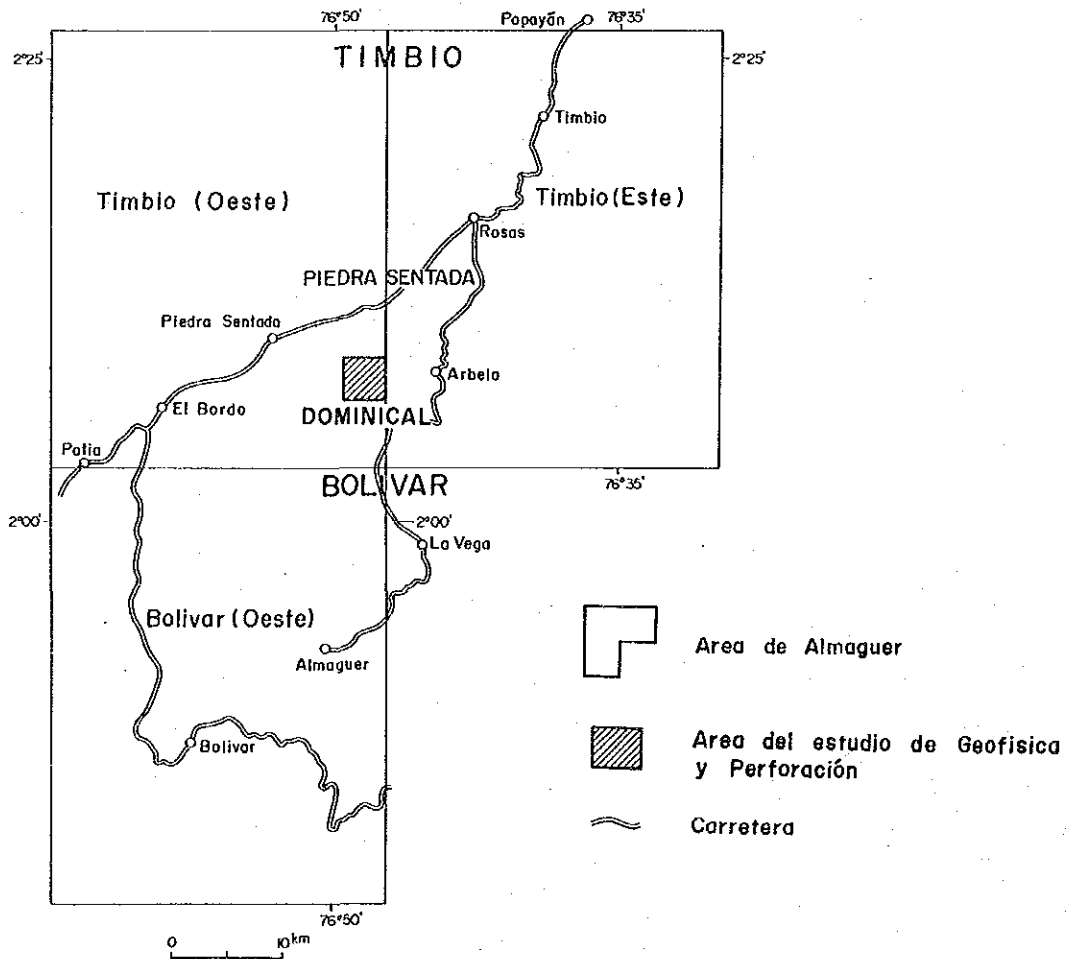 76°50'
Popayán
76°35'
2°25'
TIMBIO
2°25'
Timbio
Timbio (Oeste)
Timbio (Este)
Rosas
PIEDRA SENTADA
Piedra Sentada
Arbela
El Bordo
DOMINICAL
Patia
BOLIVAR
76°35'
2°00'
2°00'
La Vega
Bolivar (Oeste)
Almaguer
Area de Almaguer
Bolivar
Area del estudio de Geofisica
y Perforación
Carretera
76°50'
0 10 km